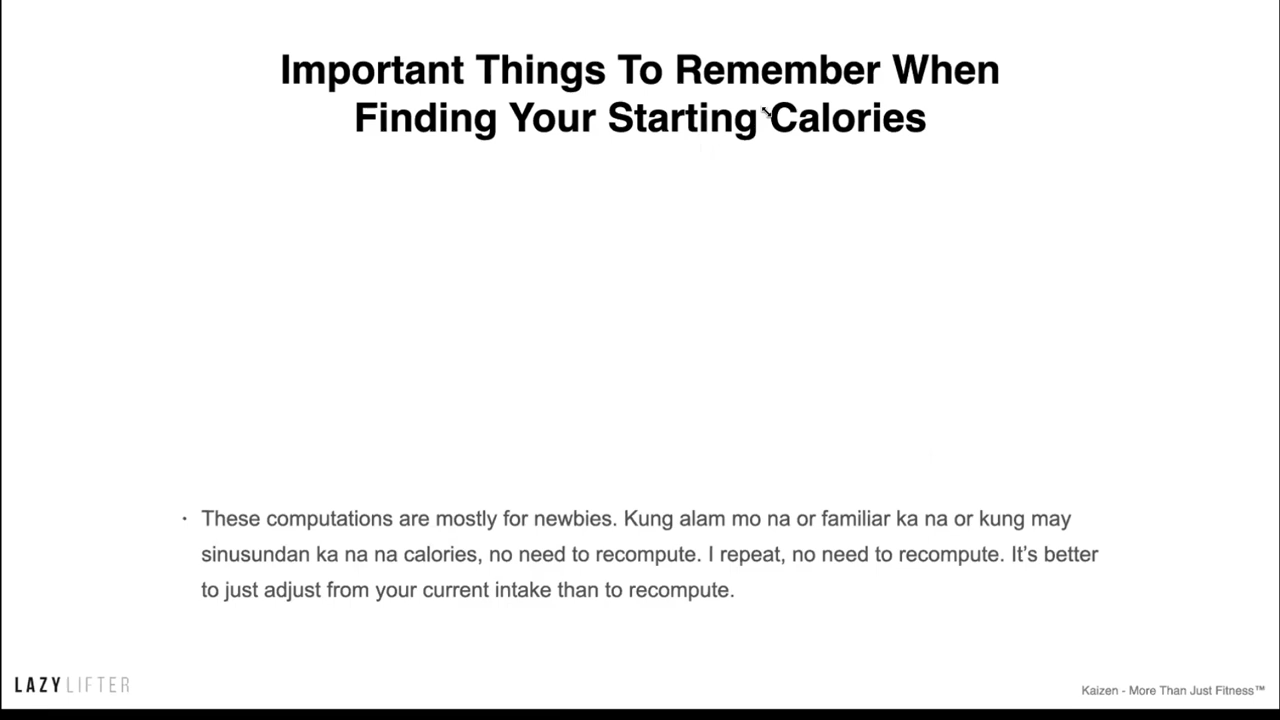 Important Things To Remember When
Finding Your Starting Calories
· These computations are mostly for newbies. Kung alam mo na or familiar ka na or kung may
sinusundan ka na na calories, no need to recompute. I repeat, no need to recompute. It’s better
to just adjust from your current intake than to recompute.
LAZYLIFTER
Kaizen - More Than Just Fitness™